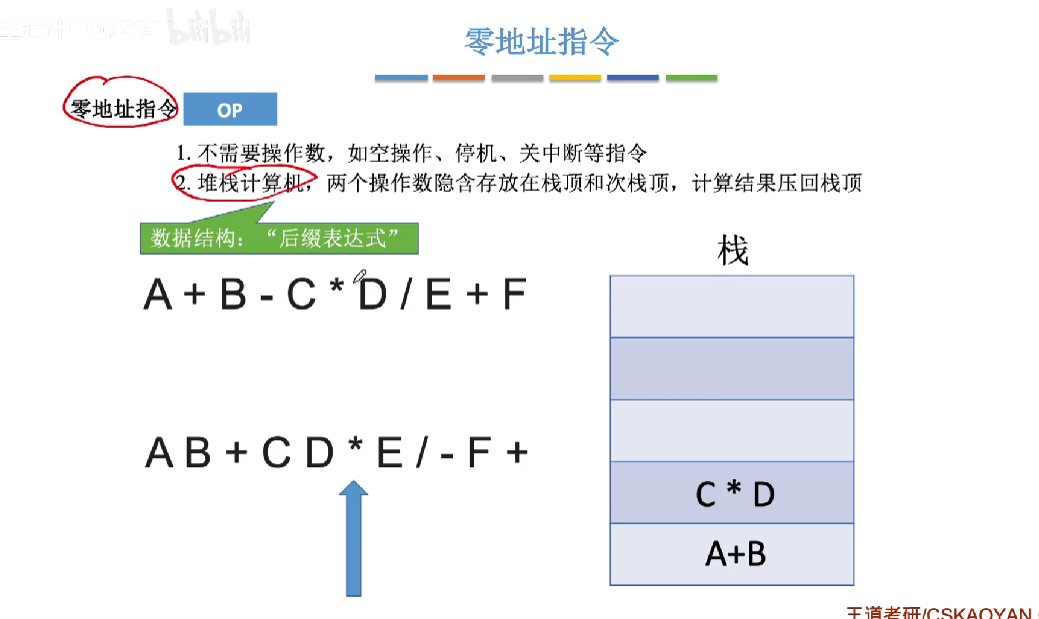 bilibili
零地址指令
零地址指令 OP
1. 不需要操作数，如空操作、停机、关中断等指令
2. 堆栈计算机，两个操作数隐含存放在栈顶和次栈顶，计算结果压回栈顶
数据结构：“后缀表达式”
A + B - C * D / E + F
A B + C D * E / - F +
栈
C * D
A+B
王道考研/CSKAOYAN